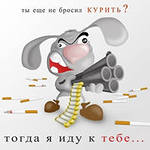 ты еще не бросил КУРИТЬ?
тогда я иду к тебе...